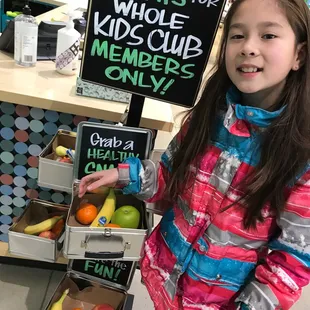 WHOLE
KIDS CLUB
MEMBERS
ONLY!
Grab a
HEALTHY
FUN!